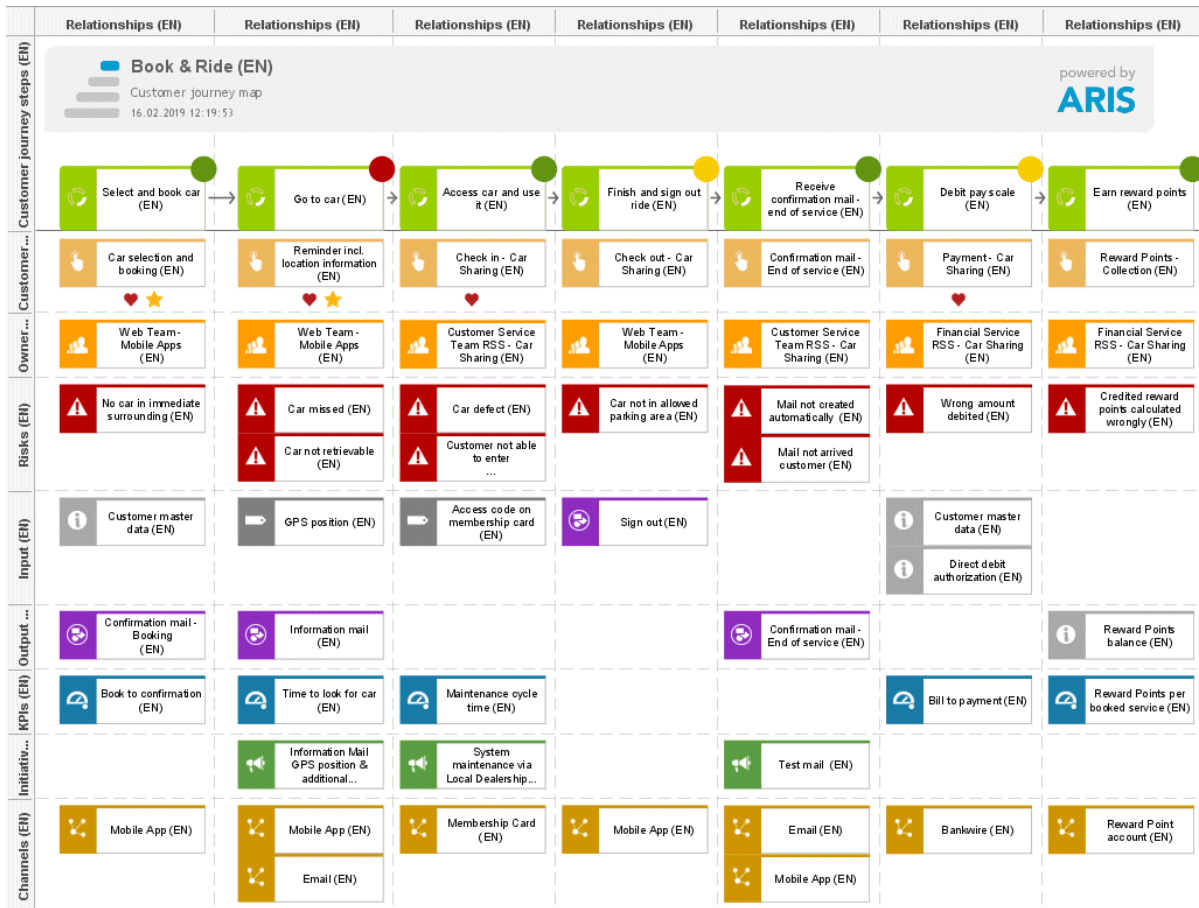 Relationships (EN) Relationships (EN) Relationships (EN) Relationships (EN) Relationships (EN) Relationships (EN) Relationships (EN)
Customer journey steps (EN)
Book & Ride (EN)
Customer journey map
16.02.2019 12:19:53
powered by
ARIS
Select and book car
(EN)
Go to car (EN)
Access car and use
it (EN)
Finish and sign out
ride (EN)
Receive
confirmation mail -
end of service (EN)
Debit pay scale
(EN)
Earn reward points
(EN)
Customer...
Car selection and
booking (EN)
Reminder incl.
location information
(EN)
Check in - Car
Sharing (EN)
Check out - Car
Sharing (EN)
Confirmation mail -
End of service (EN)
Payment - Car
Sharing (EN)
Reward Points -
Collection (EN)
Owner...
Web Team -
Mobile Apps
(EN)
Web Team -
Mobile Apps
(EN)
Customer Service
Team RSS - Car
Sharing (EN)
Web Team -
Mobile Apps
(EN)
Customer Service
Team RSS - Car
Sharing (EN)
Financial Service
RSS - Car Sharing
(EN)
Financial Service
RSS - Car Sharing
(EN)
Risks (EN)
No car in immediate
surrounding (EN)
Car missed (EN)
Car not retrievable
(EN)
Car defect (EN)
Customer not able
to enter
...
Car not in allowed
parking area (EN)
Mail not created
automatically (EN)
Mail not arrived
customer (EN)
Wrong amount
debited (EN)
Credited reward
points calculated
wrongly (EN)
Input (EN)
Customer master
data (EN)
GPS position (EN)
Access code on
membership card
(EN)
Sign out (EN)
Customer master
data (EN)
Direct debit
authorization (EN)
Output ...
Confirmation mail -
Booking
(EN)
Information mail
(EN)
Confirmation mail -
End of service (EN)
Reward Points
balance (EN)
KPIs (EN)
Book to confirmation
(EN)
Time to look for car
(EN)
Maintenance cycle
time (EN)
Bill to payment (EN)
Reward Points per
booked service (EN)
Initiativ...
Information Mail
GPS position &
additional...
System
maintenance via
Local Dealership...
Test mail (EN)
Channels (EN)
Mobile App (EN)
Mobile App (EN)
Email (EN)
Membership Card
(EN)
Mobile App (EN)
Email (EN)
Mobile App (EN)
Bankwire (EN)
Reward Point
account (EN)